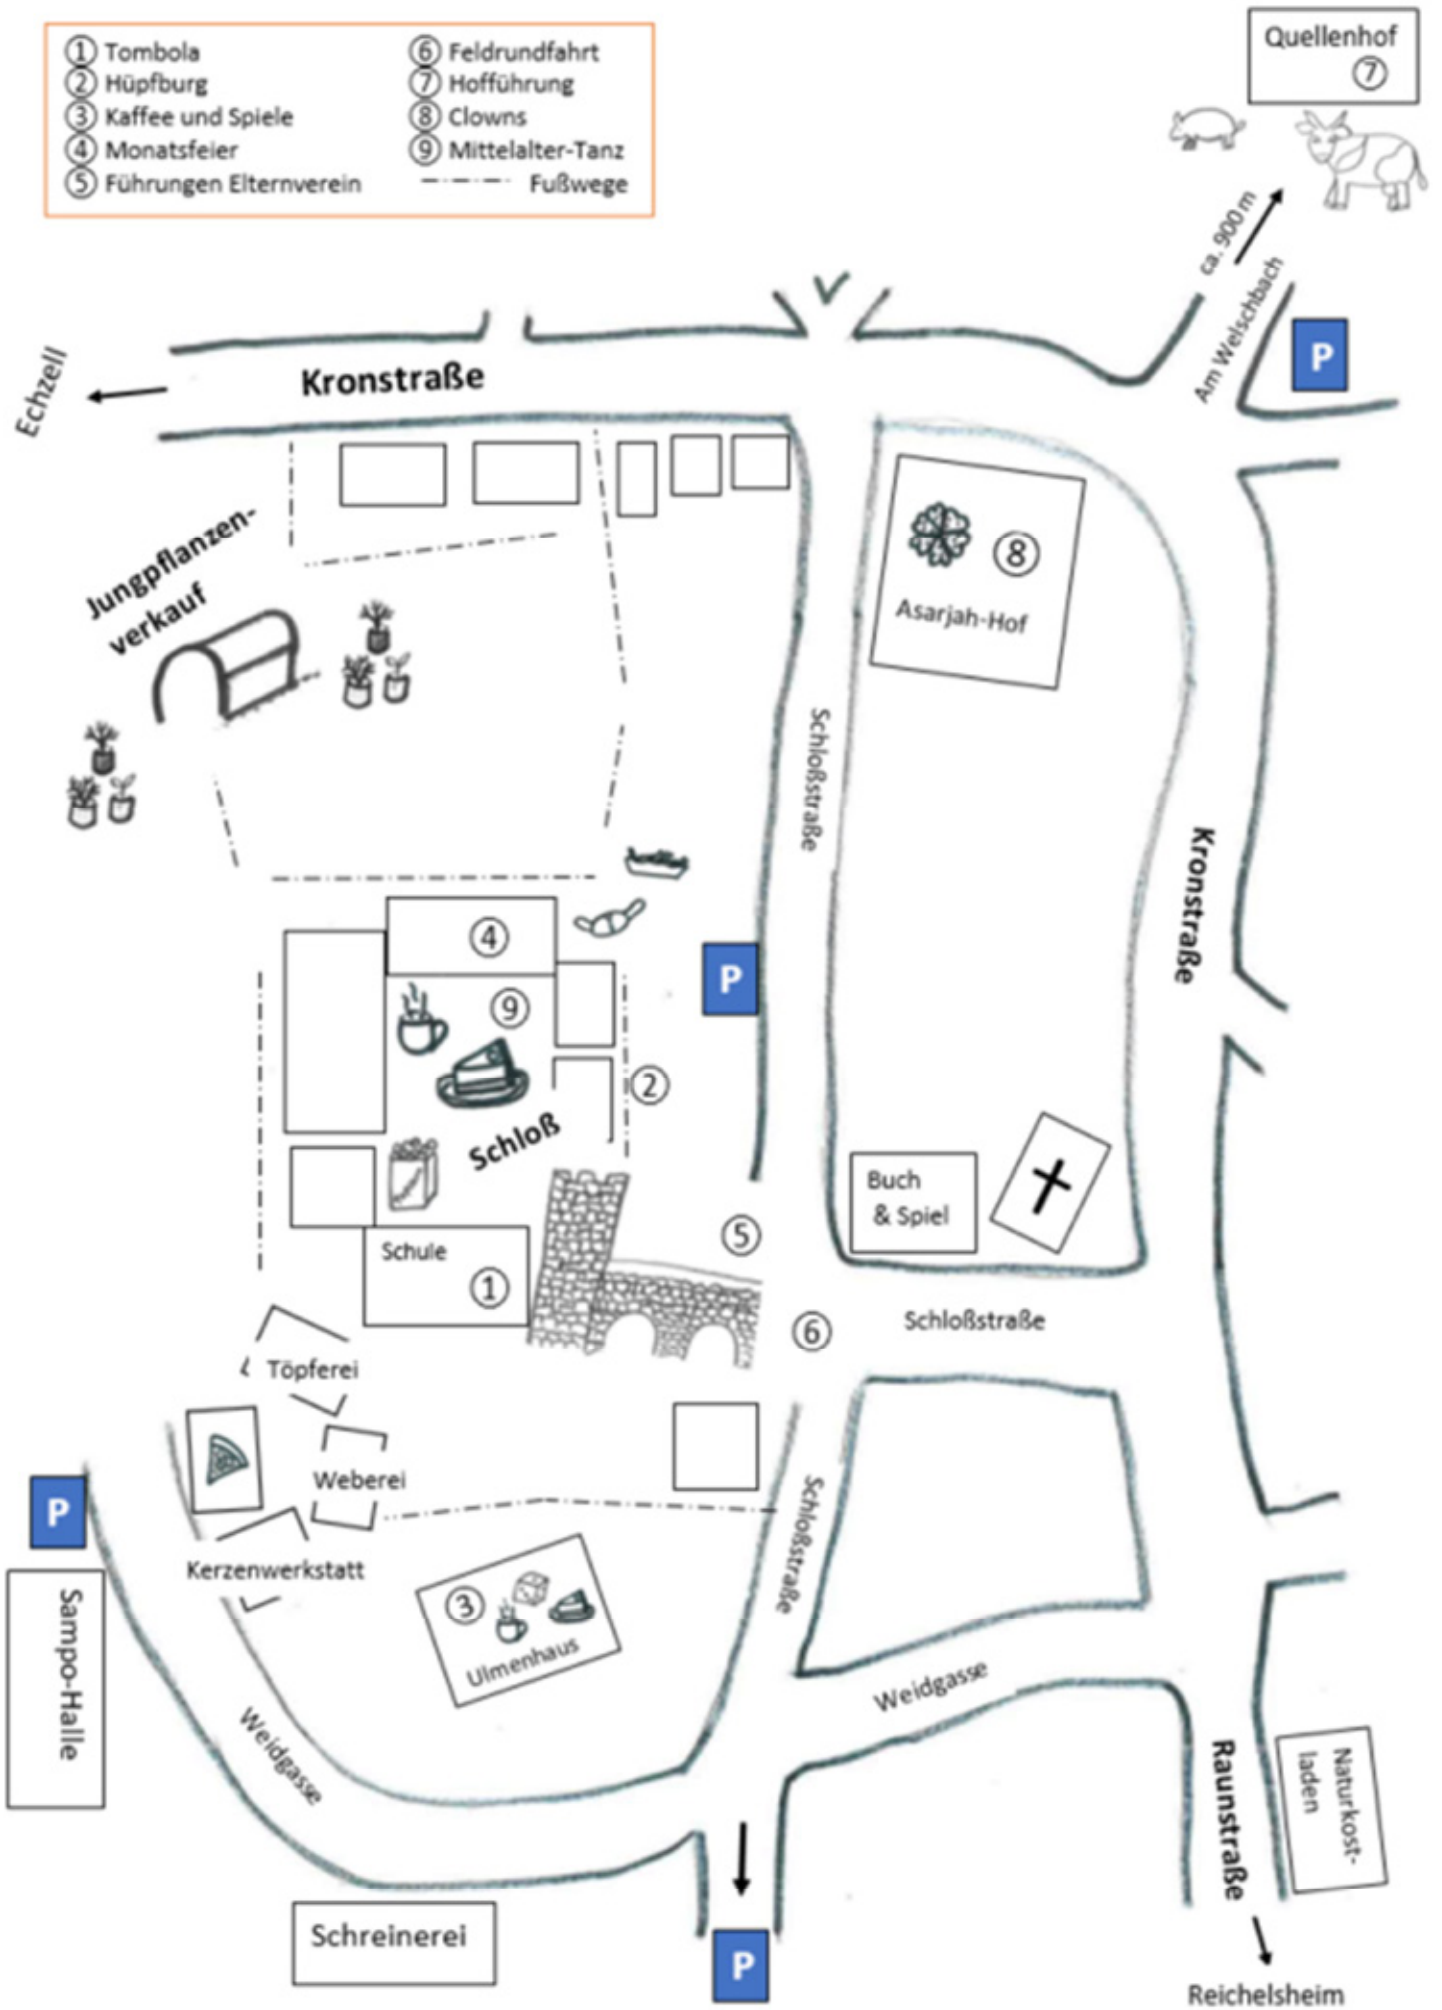 ① Tombola
② Hüpfburg
③ Kaffee und Spiele
④ Monatsfeier
⑤ Führungen Elternverein
⑥ Feldrundfahrt
⑦ Hofführung
⑧ Clowns
⑨ Mittelalter-Tanz
Fußwege
Quellenhof
⑦
ca. 900 m
Am Welschbach
P
Echzell
Kronstraße
Jungpflanzen-
verkauf
⑧
Asarjah-Hof
Schloßstraße
Kronstraße
④
P
⑨
②
Schloß
Buch
& Spiel
⑤
Schule
①
⑥
Schloßstraße
Töpferei
Weberei
P
Schloßstraße
Kerzenwerkstatt
③
Ulmenhaus
Sampo-Halle
Weidgasse
Weidgasse
Raunstraße
Naturkost-
laden
Schreinerei
P
Reichelsheim